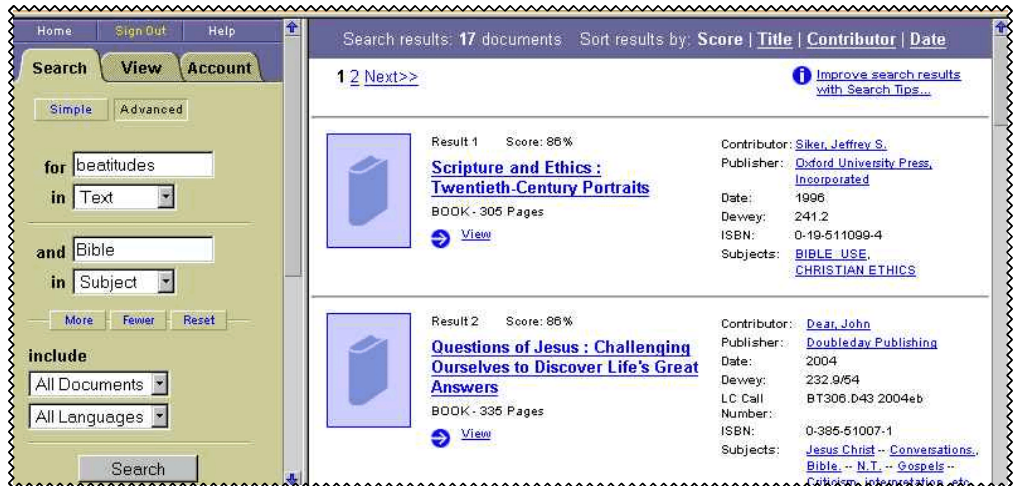 Home Sign Out Help
Search View Account
Simple Advanced
for beatitudes
in Text
and Bible
in Subject
More Fewer Reset
include
All Documents
All Languages
Search
Search results: 17 documents Sort results by: Score | Title | Contributor | Date
1 2 Next>>
Improve search results
with Search Tips...
Result 1 Score: 86%
Scripture and Ethics :
Twentieth-Century Portraits
BOOK - 305 Pages
View
Contributor: Siker, Jeffrey S.
Publisher: Oxford University Press,
Incorporated
Date: 1996
Dewey: 241.2
ISBN: 0-19-511099-4
Subjects: BIBLE USE,
CHRISTIAN ETHICS
Result 2 Score: 86%
Questions of Jesus : Challenging
Ourselves to Discover Life's Great
Answers
BOOK - 335 Pages
View
Contributor: Dear, John
Publisher: Doubleday Publishing
Date: 2004
Dewey: 232.9/54
LC Call BT306.D43 2004eb
Number:
ISBN: 0-385-51007-1
Subjects: Jesus Christ -- Conversations.,
Bible. -- N.T. -- Gospels --
Criticism, interpretation, etc.